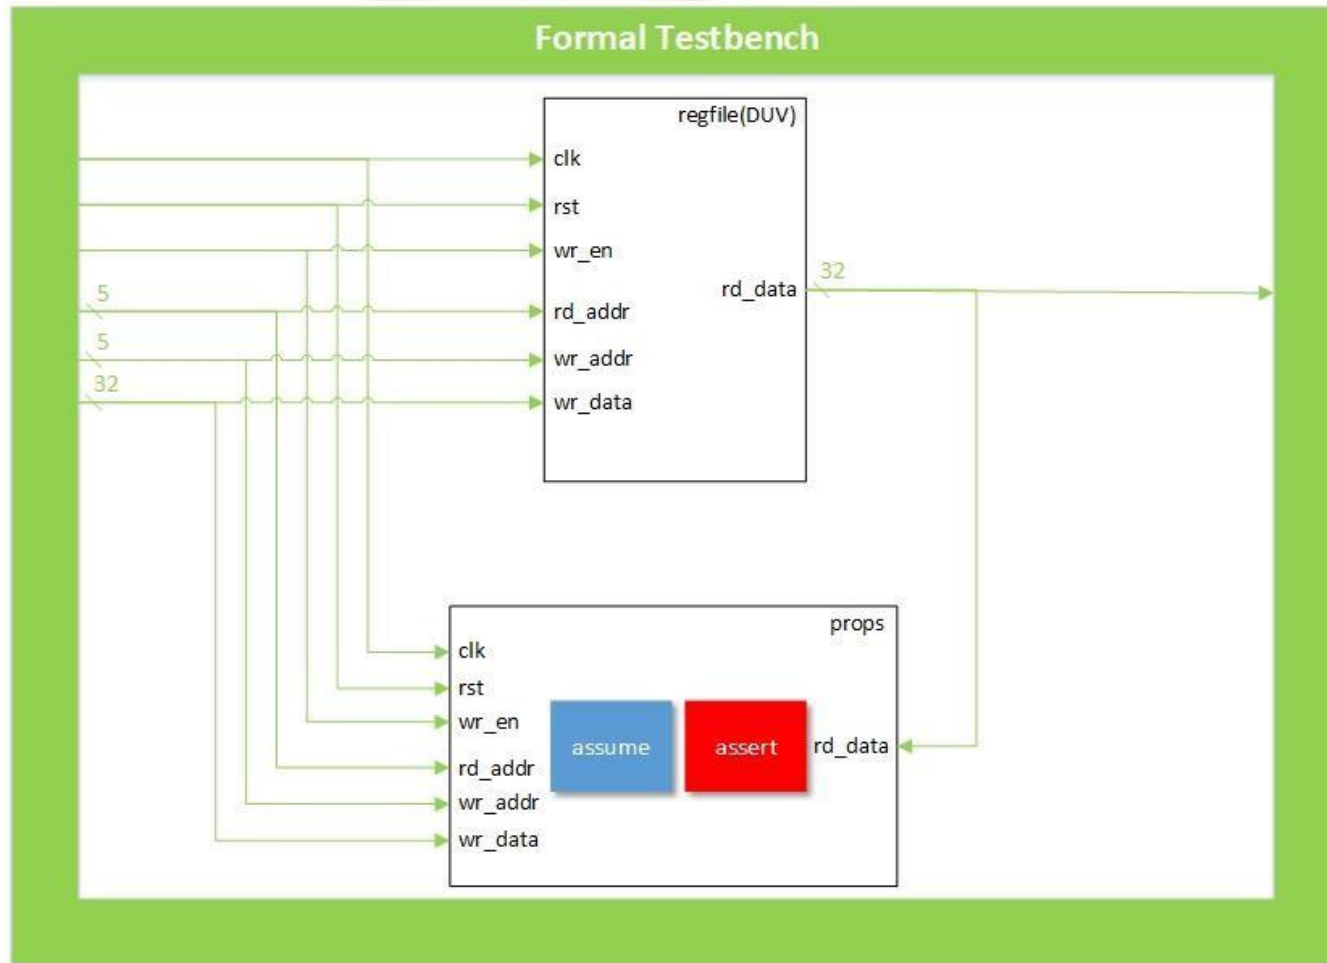 Formal Testbench
regfile(DUV)
clk
rst
wr_en
5
rd_addr
5
wr_addr
32
wr_data
rd_data
32
props
clk
rst
wr_en
rd_addr
wr_addr
wr_data
assume
assert
rd_data